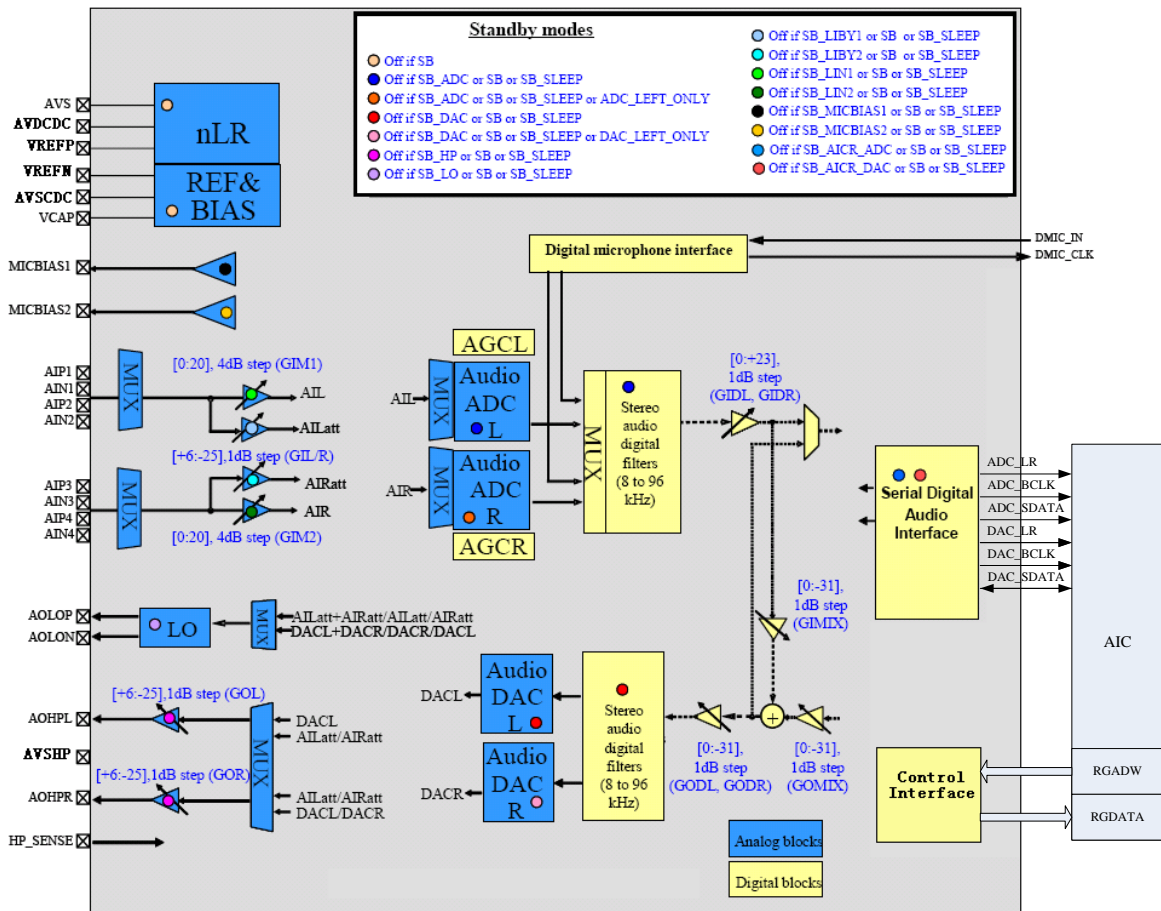 Standby modes
Off if SB
Off if SB_ADC or SB or SB_SLEEP
Off if SB_ADC or SB or SB_SLEEP or ADC_LEFT_ONLY
Off if SB_DAC or SB or SB_SLEEP
Off if SB_DAC or SB or SB_SLEEP or DAC_LEFT_ONLY
Off if SB_HP or SB or SB_SLEEP
Off if SB_LO or SB or SB_SLEEP
Off if SB_LIBY1 or SB or SB_SLEEP
Off if SB_LIBY2 or SB or SB_SLEEP
Off if SB_LIN1 or SB or SB_SLEEP
Off if SB_LIN2 or SB or SB_SLEEP
Off if SB_MICBIAS1 or SB or SB_SLEEP
Off if SB_MICBIAS2 or SB or SB_SLEEP
Off if SB_AICR_ADC or SB or SB_SLEEP
Off if SB_AICR_DAC or SB or SB_SLEEP
AVS
AVDCDC
VREFP
VREFN
AVSCDC
VCAP
nLR
REF&
BIAS
MICBIAS1
MICBIAS2
Digital microphone interface
DMIC_IN
DMIC_CLK
AIP1
AIN1
AIP2
AIN2
MUX
[0:20], 4dB step (GIM1)
AIL
AILatt
[+6:-25],1dB step (GIL/R)
AIP3
AIN3
AIP4
AIN4
MUX
AIRatt
AIR
[0:20], 4dB step (GIM2)
AGCL
AIL
MUX
Audio
ADC
L
AIR
MUX
Audio
ADC
R
AGCR
MUX
Stereo
audio
digital
filters
(8 to 96
kHz)
[0:+23],
1dB step
(GIDL, GIDR)
Serial Digital
Audio
Interface
ADC_LR
ADC_BCLK
ADC_SDATA
DAC_LR
DAC_BCLK
DAC_SDATA
AIC
[0:-31],
1dB step
(GIMIX)
AOLOP
AOLON
LO
MUX
AILatt+AIRatt/AILatt/AIRatt
DACL+DACR/DACR/DACL
[+6:-25],1dB step (GOL)
AOHPL
AVSHP
[+6:-25],1dB step (GOR)
AOHPR
HP_SENSE
MUX
DACL
AILatt/AIRatt
AILatt/AIRatt
DACL/DACR
DACL
Audio
DAC
L
DACR
Audio
DAC
R
Stereo
audio
digital
filters
(8 to 96
kHz)
+
[0:-31],
1dB step
(GODL, GODR)
[0:-31],
1dB step
(GOMIX)
Control
Interface
RGADW
RGDATA
Analog blocks
Digital blocks